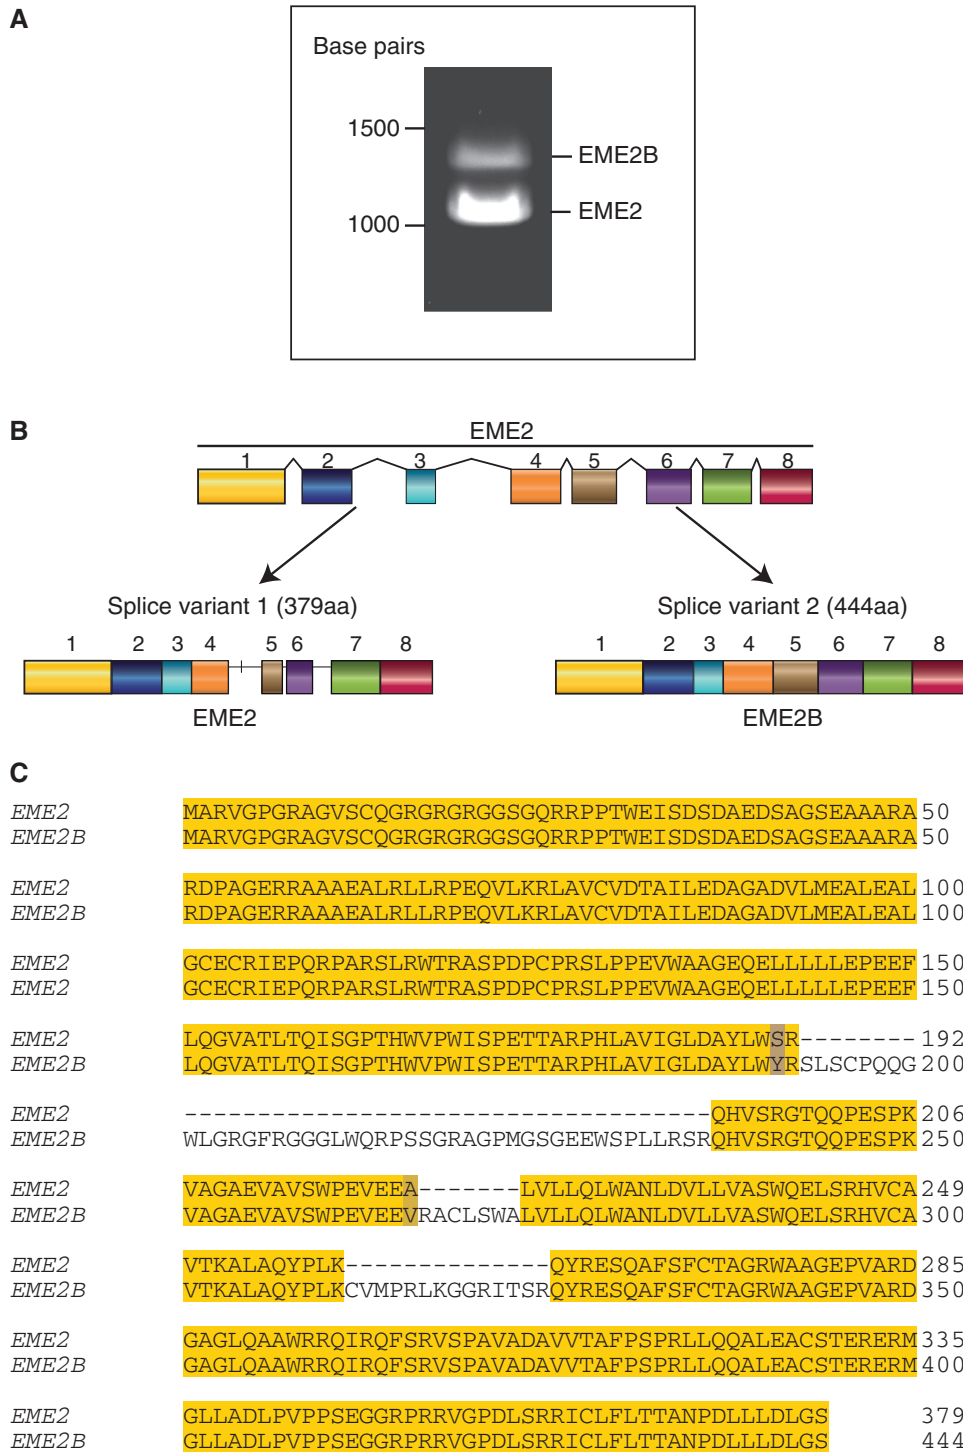 A
Base pairs
1500
EME2B
EME2
1000
B
EME2
1 2 3 4 5 6 7 8
Splice variant 1 (379aa)
Splice variant 2 (444aa)
1 2 3 4 5 6 7 8
1 2 3 4 5 6 7 8
EME2
EME2B
C
EME2 MARVGPGRAGVSCQGRGRGRGGSGQRRPPTWEISDSDAEDSAGSEAAARA 50
EME2B MARVGPGRAGVSCQGRGRGRGGSGQRRPPTWEISDSDAEDSAGSEAAARA 50
EME2 RDPAGERRAAAEALRLLRPEQVLKRLAVCVDTAILEDAGADVLMEALEAL 100
EME2B RDPAGERRAAAEALRLLRPEQVLKRLAVCVDTAILEDAGADVLMEALEAL 100
EME2 GCECRIEPQRPARSLRWTRASPDPCPRSLPPEVWAAGEQELLLLLEPEEF 150
EME2 GCECRIEPQRPARSLRWTRASPDPCPRSLPPEVWAAGEQELLLLLEPEEF 150
EME2 LQGVATLTQISGPTHWVPWISPETTARPHLAVIGLDAYLWSR-------- 192
EME2B LQGVATLTQISGPTHWVPWISPETTARPHLAVIGLDAYLWYRSLSCPQQG 200
EME2 ------------------------------------QHVSRGTQQPESPK 206
EME2B WLGRGFRGGGLWQRPSSGRAGPMGSGEEWSPLLRSRQHVSRGTQQPESPK 250
EME2 VAGAEVAVSWPEVEEA-------LVLLQLWANLDVLLVASWQELSRHVCA 249
EME2B VAGAEVAVSWPEVEEVRACLSWALVLLQLWANLDVLLVASWQELSRHVCA 300
EME2 VTKALAQYPLK--------------QYRESQAFSFCTAGRWAAGEPVARD 285
EME2B VTKALAQYPLKCVMPRLKGGRITSRQYRESQAFSFCTAGRWAAGEPVARD 350
EME2 GAGLQAAWRRQIRQFSRVSPAVADAVVTAFPSPRLLQQALEACSTERERM 335
EME2B GAGLQAAWRRQIRQFSRVSPAVADAVVTAFPSPRLLQQALEACSTERERM 400
EME2 GLLADLPVPPSEGGRPRRVGPDLSRRICLFLTTANPDLLLDLGS 379
EME2B GLLADLPVPPSEGGRPRRVGPDLSRRICLFLTTANPDLLLDLGS 444